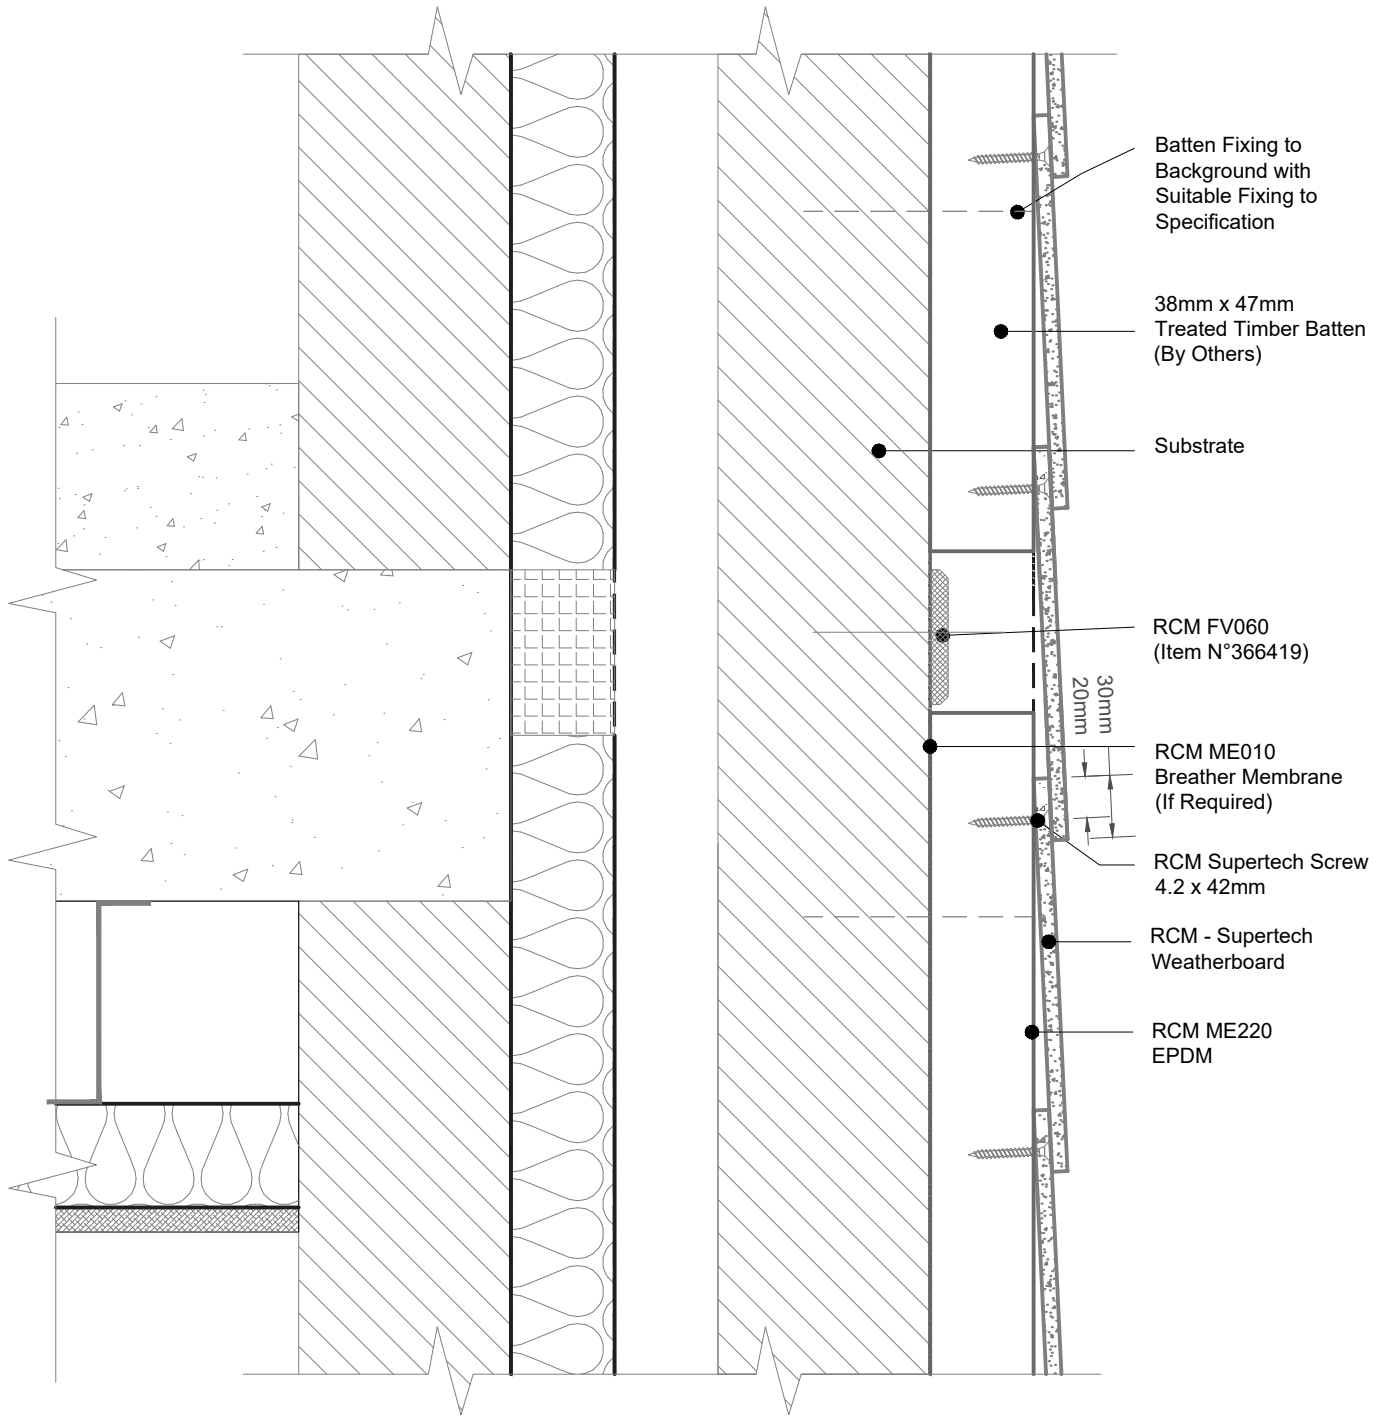 Batten Fixing to
Background with
Suitable Fixing to
Specification
38mm x 47mm
Treated Timber Batten
(By Others)
Substrate
RCM FV060
(Item N°366419)
30mm
20mm
RCM ME010
Breather Membrane
(If Required)
RCM Supertech Screw
4.2 x 42mm
RCM - Supertech
Weatherboard
RCM ME220
EPDM